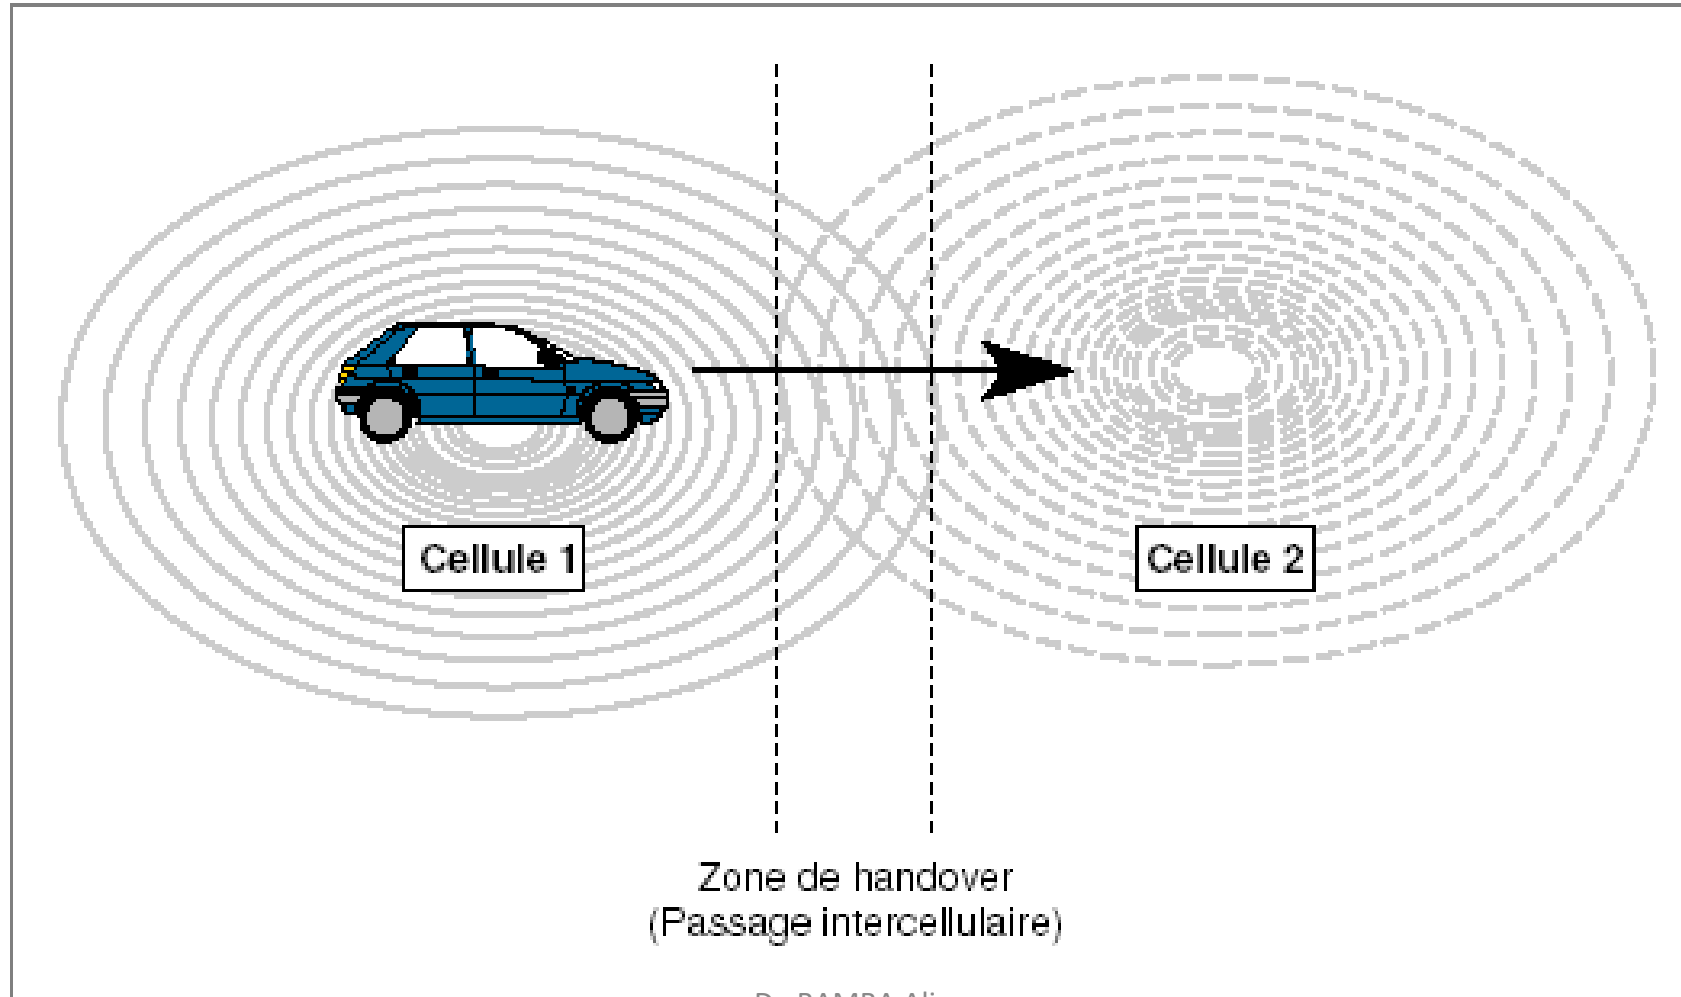 Cellule 1
Cellule 2
Zone de handover
(Passage intercellulaire)